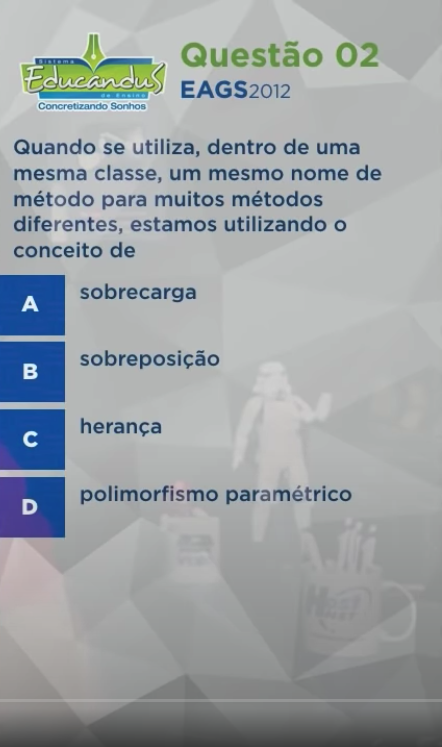 Sistema
Educandus
de Ensino
Concretizando Sonhos
Questão 02
EAGS2012
Quando se utiliza, dentro de uma
mesma classe, um mesmo nome de
método para muitos métodos
diferentes, estamos utilizando o
conceito de
A
sobrecarga
B
sobreposição
C
herança
D
polimorfismo paramétrico